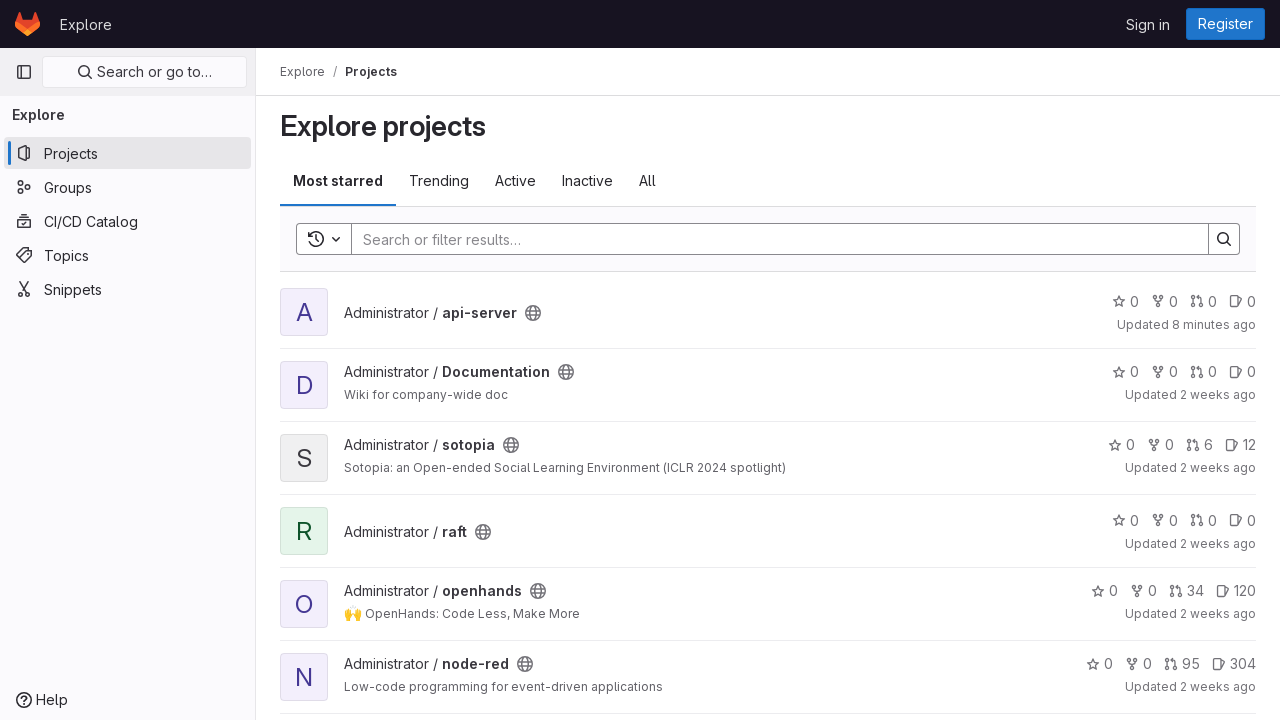 Explore
Sign in
Register
Search or go to…
Explore / Projects
Explore
Projects
Groups
CI/CD Catalog
Topics
Snippets
Help
Explore projects
Most starred
Trending
Active
Inactive
All
Search or filter results…
A
Administrator / api-server
0 0 0 0
Updated 8 minutes ago
D
Administrator / Documentation
Wiki for company-wide doc
0 0 0 0
Updated 2 weeks ago
S
Administrator / sotopia
Sotopia: an Open-ended Social Learning Environment (ICLR 2024 spotlight)
0 0 6 12
Updated 2 weeks ago
R
Administrator / raft
0 0 0 0
Updated 2 weeks ago
O
Administrator / openhands
🙌 OpenHands: Code Less, Make More
0 0 34 120
Updated 2 weeks ago
N
Administrator / node-red
Low-code programming for event-driven applications
0 0 95 304
Updated 2 weeks ago